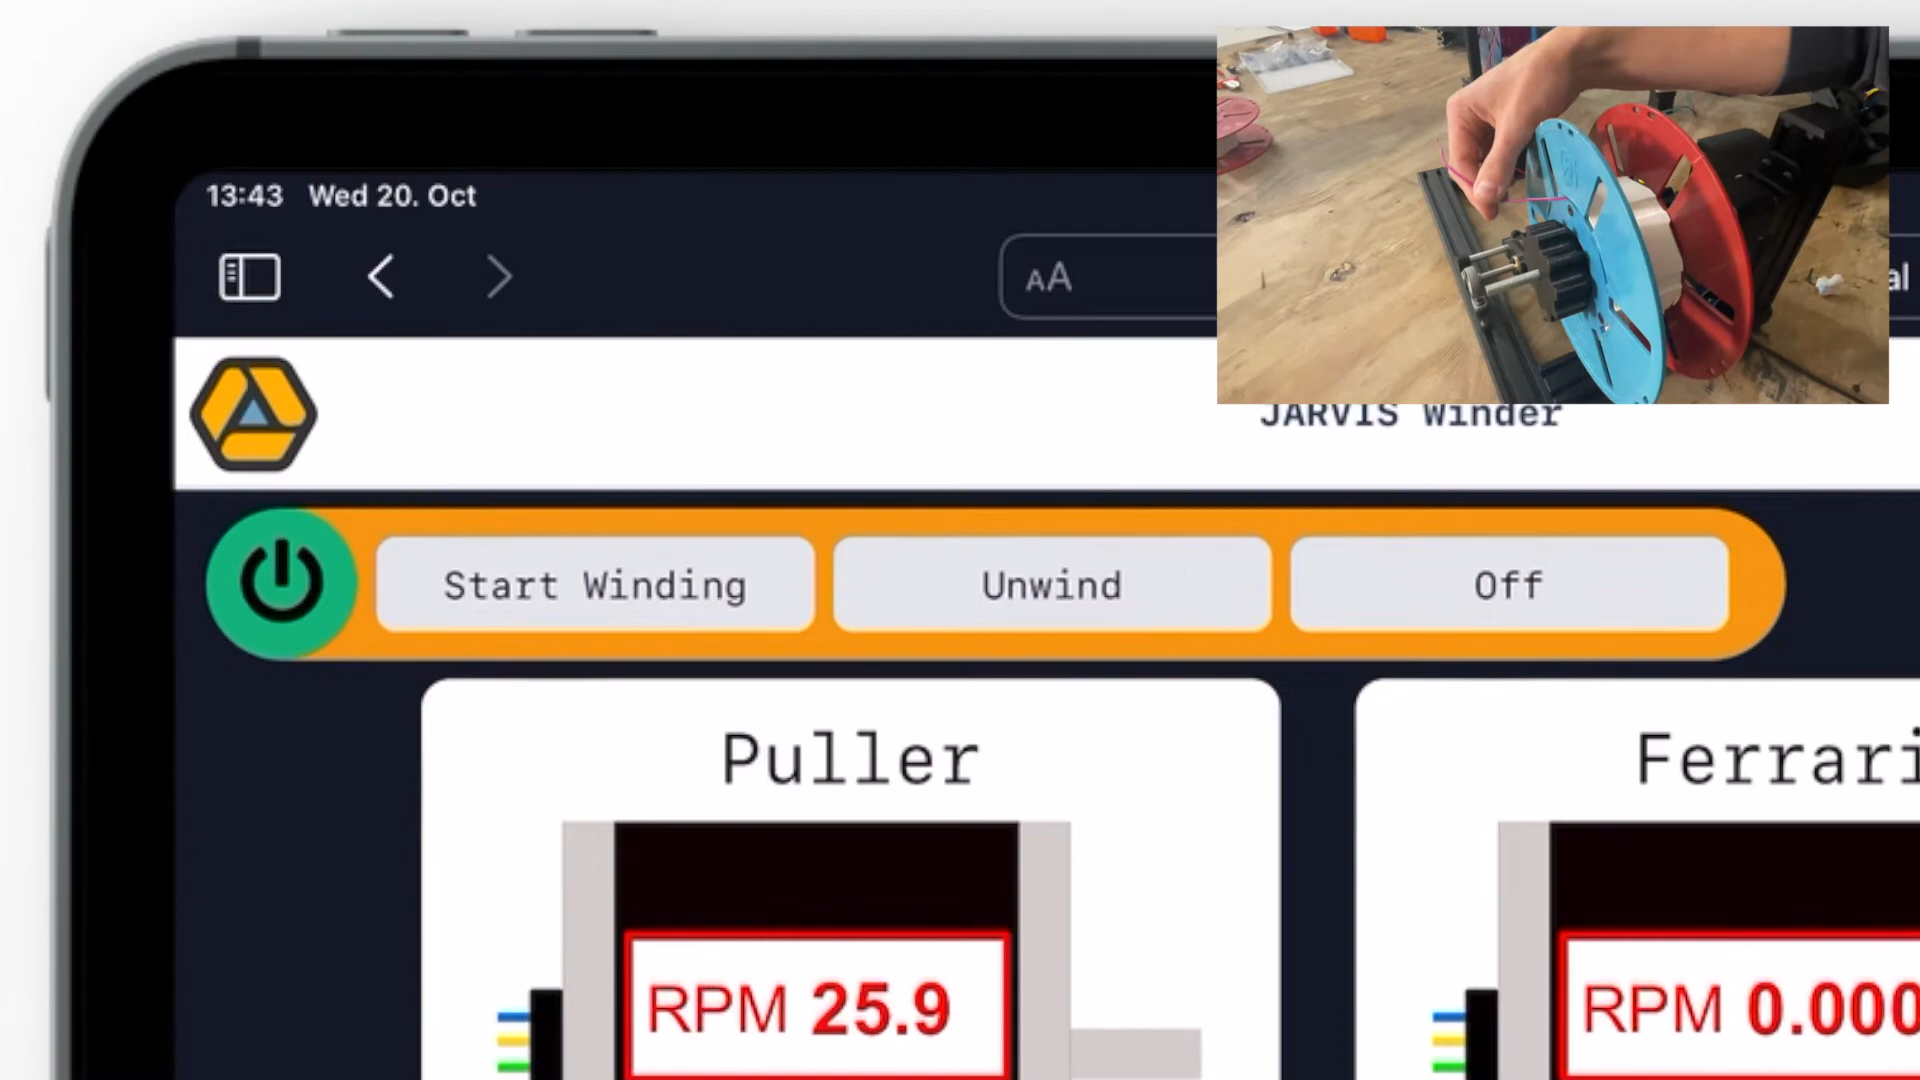 13:43 Wed 20. Oct
AA
al
JARVIS Winder
Start Winding
Unwind
Off
Puller
Ferrari
RPM 25.9
RPM 0.000